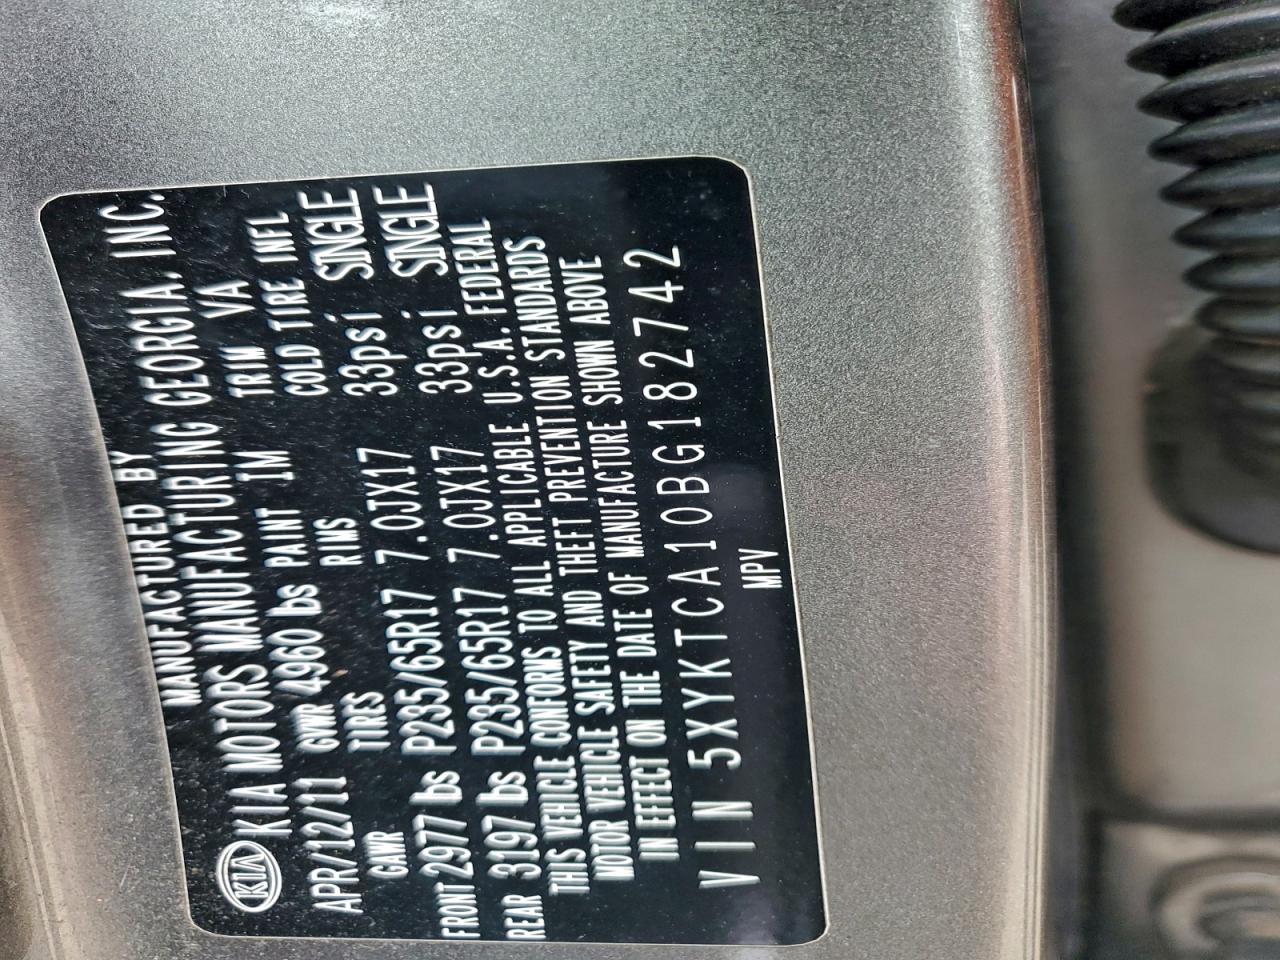 MANUFACTURED BY
KIA KIA MOTORS MANUFACTURING GEORGIA, INC.
APR/12/11 GVWR 4960 lbs PAINT IM TRIM VA
GAWR TIRES RIMS COLD TIRE INFL
FRONT 2977 lbs P235/65R17 7.0JX17 33psi SINGLE
REAR 3197 lbs P235/65R17 7.0JX17 33psi SINGLE
THIS VEHICLE CONFORMS TO ALL APPLICABLE U.S.A. FEDERAL
MOTOR VEHICLE SAFETY AND THEFT PREVENTION STANDARDS
IN EFFECT ON THE DATE OF MANUFACTURE SHOWN ABOVE
VIN 5XYKTCA10BG182742
MPV